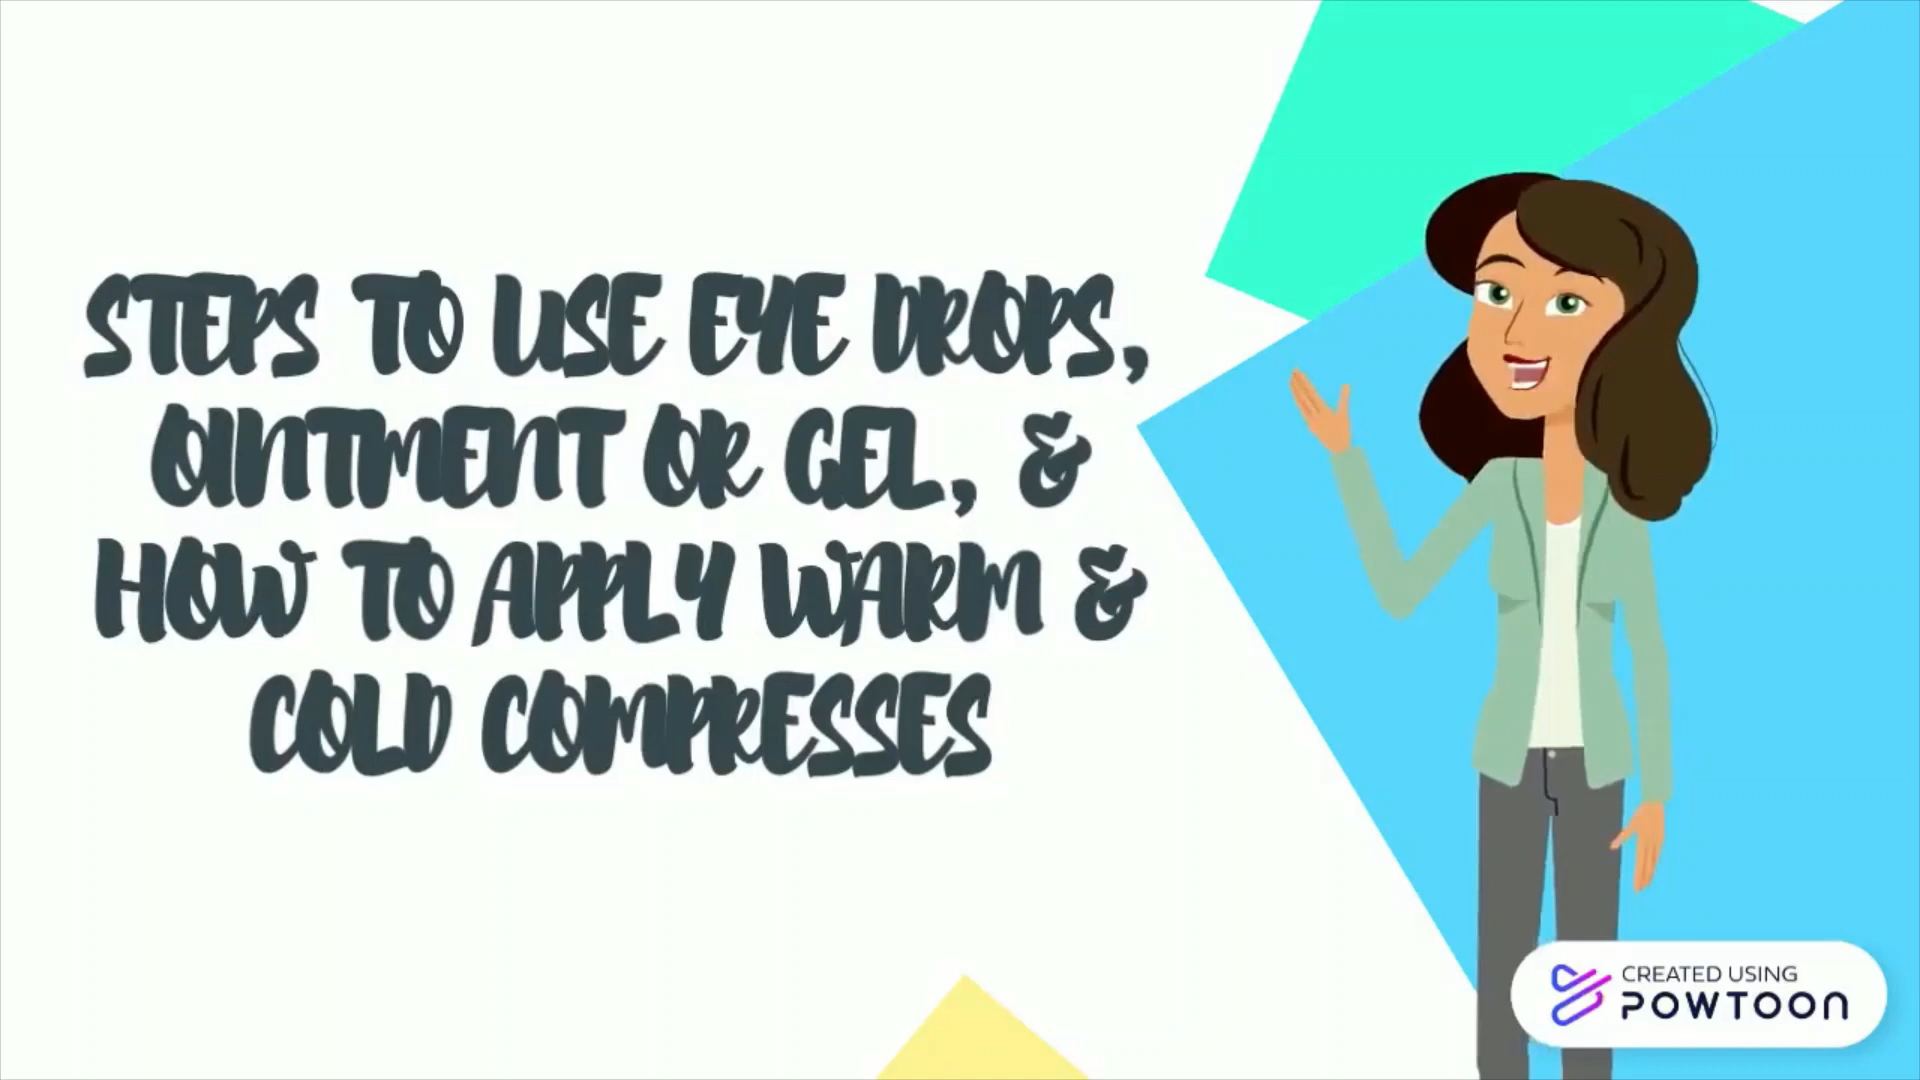 STEPS TO USE EYE DROPS,
OINTMENT OR GEL, &
HOW TO APPLY WARM &
COLD COMPRESSES
CREATED USING
POWTOON